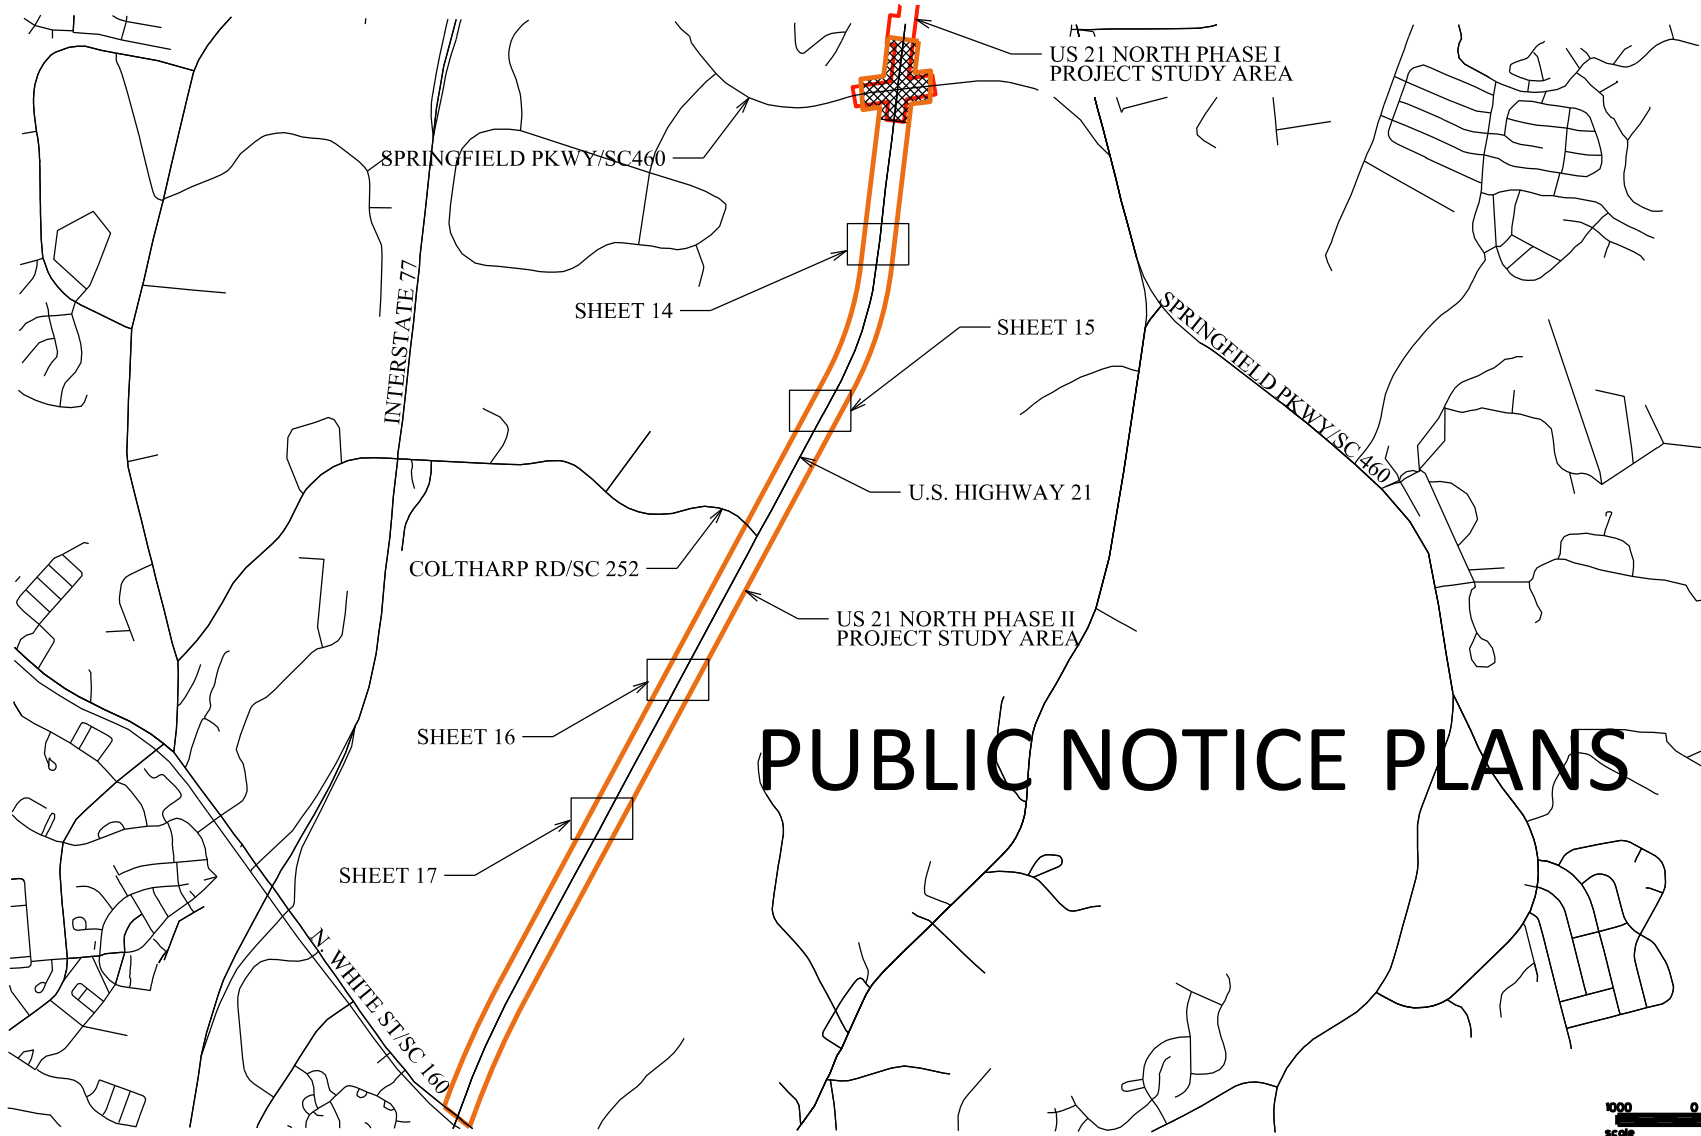 US 21 NORTH PHASE I
PROJECT STUDY AREA
SPRINGFIELD PKWY/SC460
INTERSTATE 77
SHEET 14
SHEET 15
SPRINGFIELD PKWY/SC 460
U.S. HIGHWAY 21
COLTHARP RD/SC 252
US 21 NORTH PHASE II
PROJECT STUDY AREA
SHEET 16
PUBLIC NOTICE PLANS
SHEET 17
N. WHITE ST/SC 160
1000 0
scale